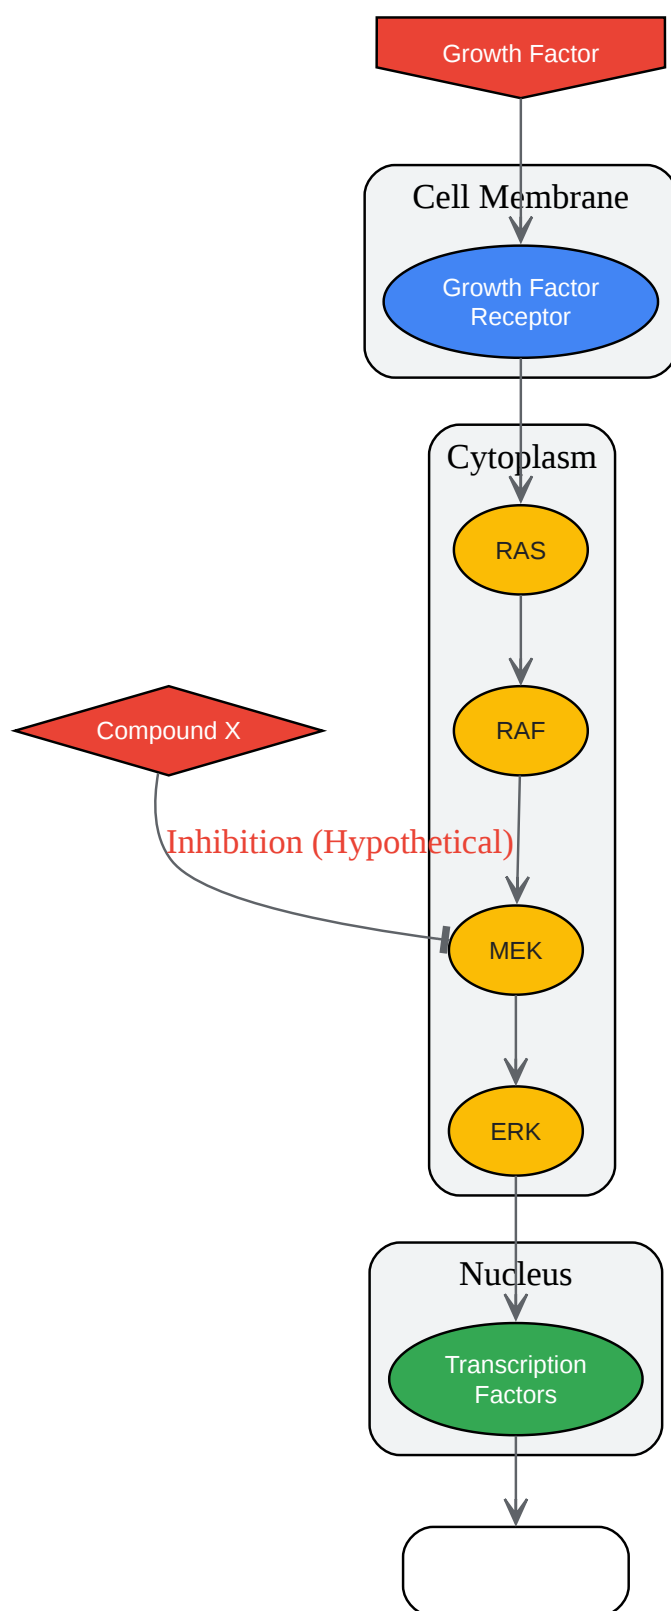 Growth Factor
Cell Membrane
Growth Factor
Receptor
Cytoplasm
RAS
Compound X
RAF
Inhibition (Hypothetical)
MEK
ERK
Nucleus
Transcription
Factors